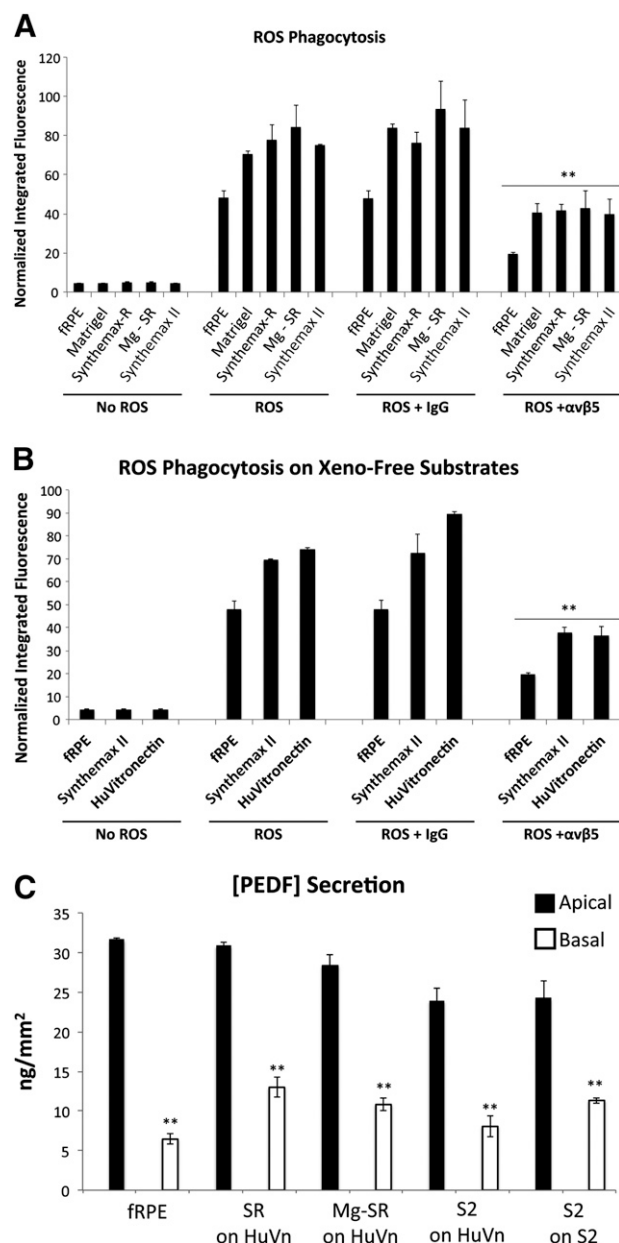 A
ROS Phagocytosis
Normalized Integrated Fluorescence
120
100
80
60
40
20
0
**
fRPE
Matrigel
Synthemax-R
Mg - SR
Synthemax II
fRPE
Matrigel
Synthemax-R
Mg - SR
Synthemax II
fRPE
Matrigel
Synthemax-R
Mg - SR
Synthemax II
fRPE
Matrigel
Synthemax-R
Mg - SR
Synthemax II
No ROS
ROS
ROS + IgG
ROS +αvβ5
B
ROS Phagocytosis on Xeno-Free Substrates
Normalized Integrated Fluorescence
100
90
80
70
60
50
40
30
20
10
0
**
fRPE
Synthemax II
HuVitronectin
fRPE
Synthemax II
HuVitronectin
fRPE
Synthemax II
HuVitronectin
fRPE
Synthemax II
HuVitronectin
No ROS
ROS
ROS + IgG
ROS +αvβ5
C
[PEDF] Secretion
Apical
Basal
ng/mm²
35
30
25
20
15
10
5
0
**
**
**
**
**
fRPE
SR
on HuVn
Mg-SR
on HuVn
S2
on HuVn
S2
on S2